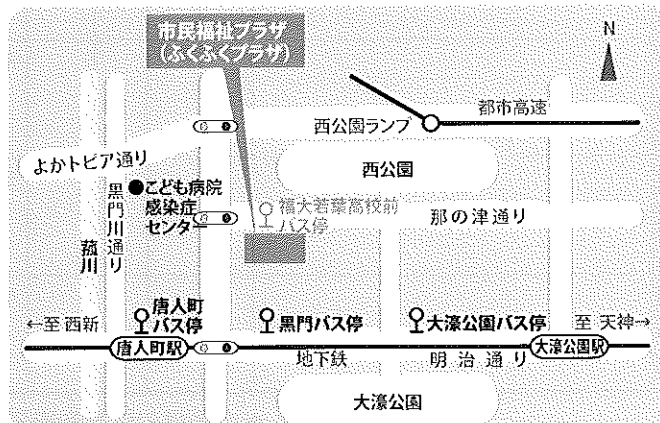 市民福祉プラザ
(ふくふくプラザ)
N
都市高速
西公園ランプ
よかトピア通り
西公園
こども病院
感染症
センター
黒門川通り
菰川
福大若葉高校前
バス停
那の津通り
唐人町
バス停
黒門バス停
大濠公園バス停
←至 西新
至 天神→
唐人町駅
地下鉄
明治通り
大濠公園駅
大濠公園